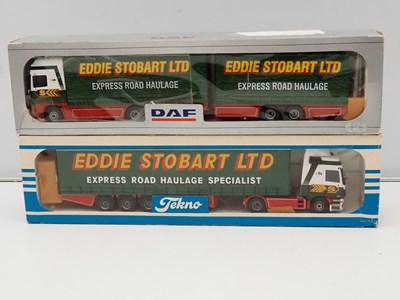 EDDIE STOBART LTD
EXPRESS ROAD HAULAGE
EDDIE STOBART LTD
EXPRESS ROAD HAULAGE
DAF
EDDIE STOBART LTD
EXPRESS ROAD HAULAGE SPECIALIST
Tekno